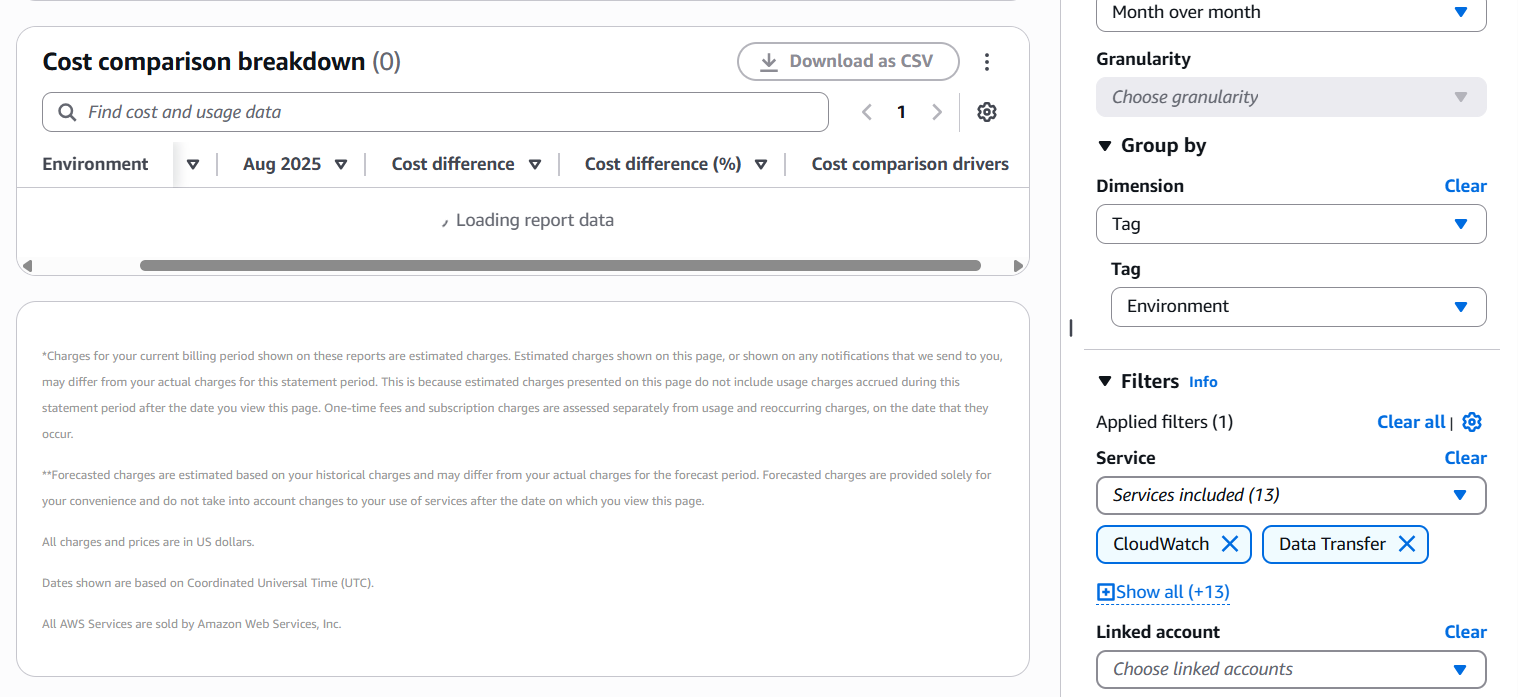 Cost comparison breakdown (0)
Download as CSV
Find cost and usage data
1
Environment
Aug 2025
Cost difference
Cost difference (%)
Cost comparison drivers
Loading report data
*Charges for your current billing period shown on these reports are estimated charges. Estimated charges shown on this page, or shown on any notifications that we send to you,
may differ from your actual charges for this statement period. This is because estimated charges presented on this page do not include usage charges accrued during this
statement period after the date you view this page. One-time fees and subscription charges are assessed separately from usage and reoccurring charges, on the date that they
occur.
**Forecasted charges are estimated based on your historical charges and may differ from your actual charges for the forecast period. Forecasted charges are provided solely for
your convenience and do not take into account changes to your use of services after the date on which you view this page.
All charges and prices are in US dollars.
Dates shown are based on Coordinated Universal Time (UTC).
All AWS Services are sold by Amazon Web Services, Inc.
Month over month
Granularity
Choose granularity
Group by
Dimension
Clear
Tag
Tag
Environment
Filters Info
Applied filters (1)
Clear all |
Service
Clear
Services included (13)
CloudWatch
Data Transfer
Show all (+13)
Linked account
Clear
Choose linked accounts